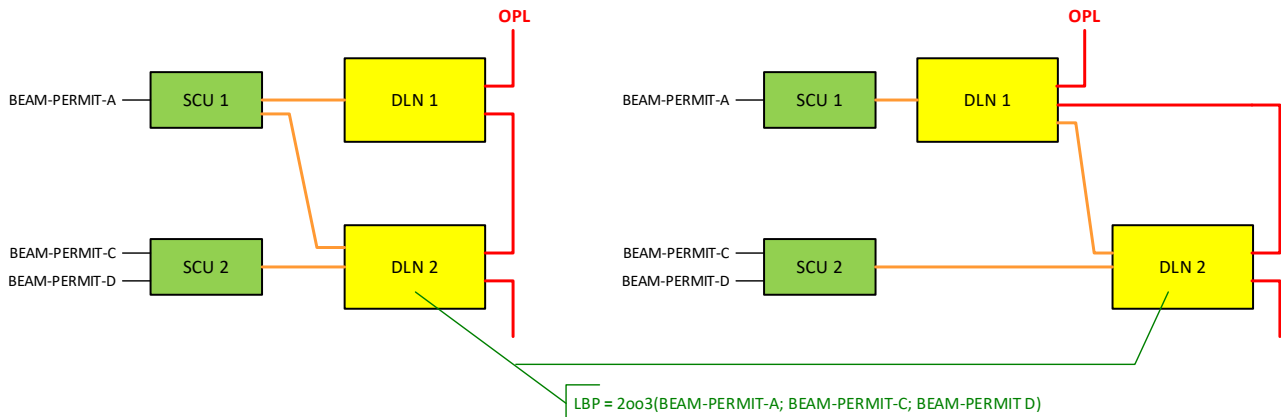 OPL
OPL
BEAM-PERMIT-A
SCU 1
DLN 1
BEAM-PERMIT-A
SCU 1
DLN 1
BEAM-PERMIT-C
BEAM-PERMIT-D
SCU 2
DLN 2
BEAM-PERMIT-C
BEAM-PERMIT-D
SCU 2
DLN 2
LBP = 2oo3(BEAM-PERMIT-A; BEAM-PERMIT-C; BEAM-PERMIT D)